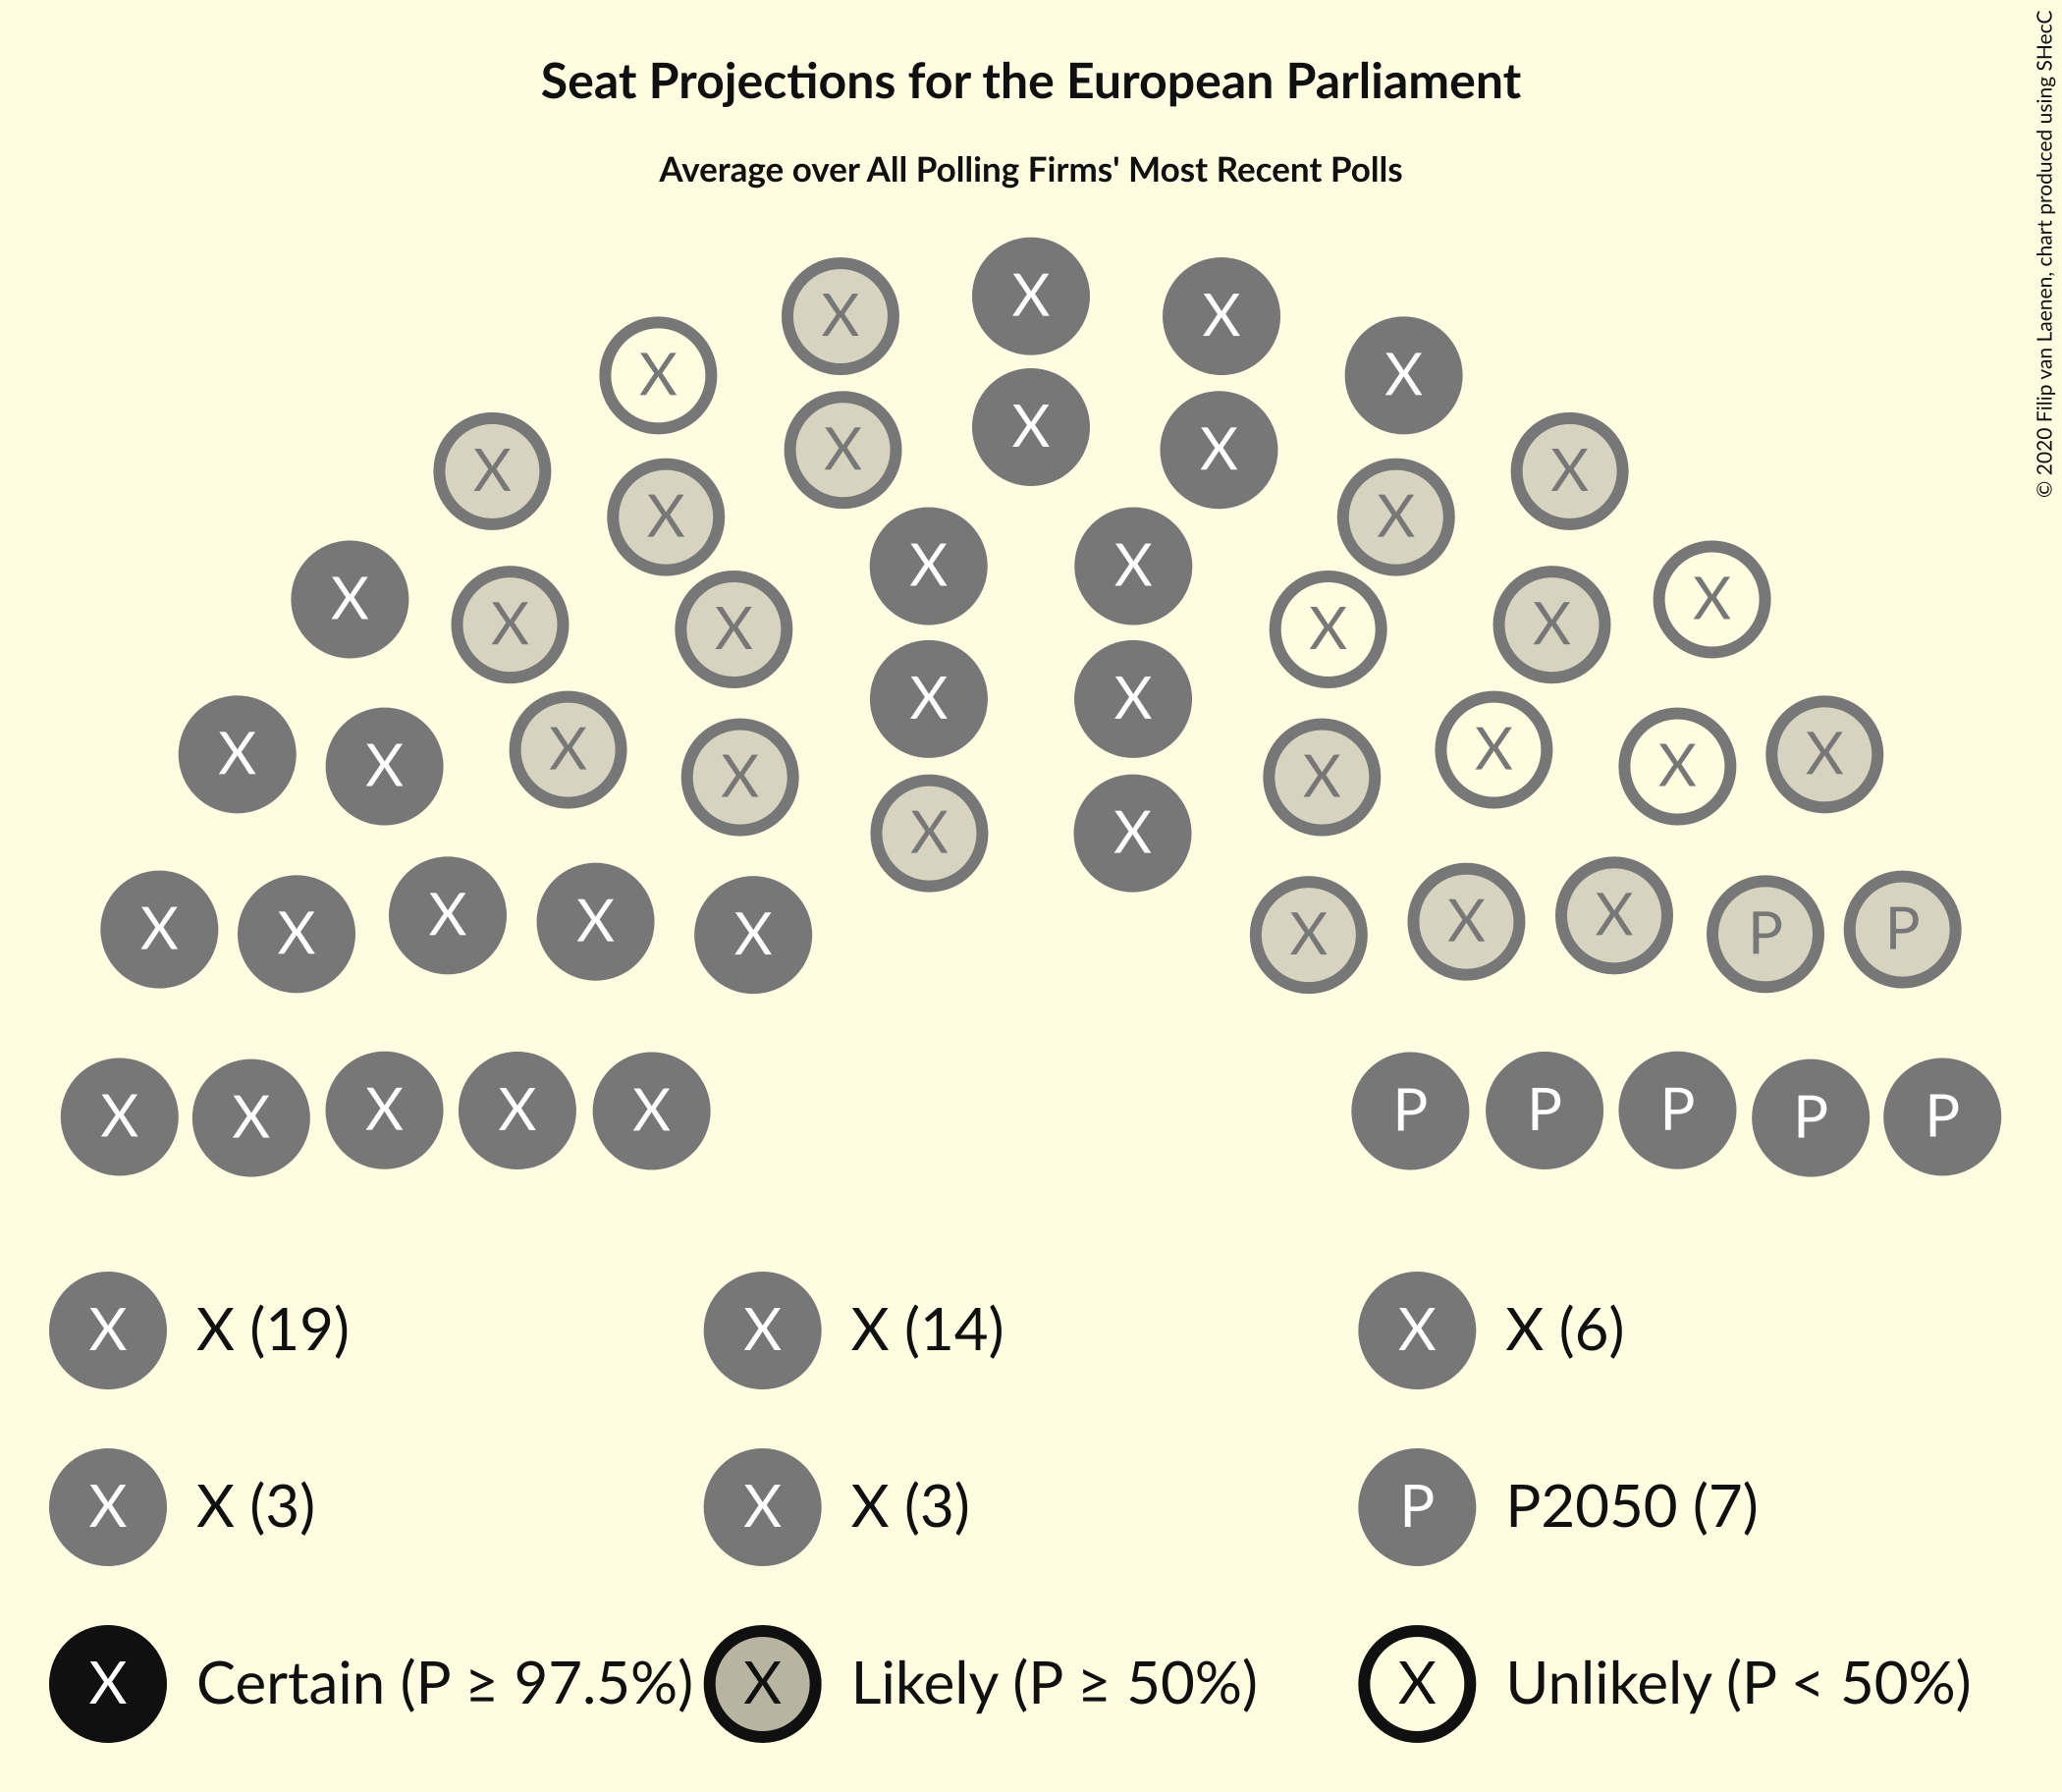 Seat Projections for the European Parliament
Average over All Polling Firms' Most Recent Polls
© 2020 Filip van Laenen, chart produced using SHecC
X
X X
X X
X
X X
X X
X X
X X
X X
X X
X X
X X
X X
X X
X X
X X X X
X X
X X
X X
X X
X X
X X P P
X X X X X
X X X X X P P P P P
X X (19) X X (14) X X (6)
X X (3) X X (3) P P2050 (7)
X Certain (P ≥ 97.5%) X Likely (P ≥ 50%) X Unlikely (P < 50%)